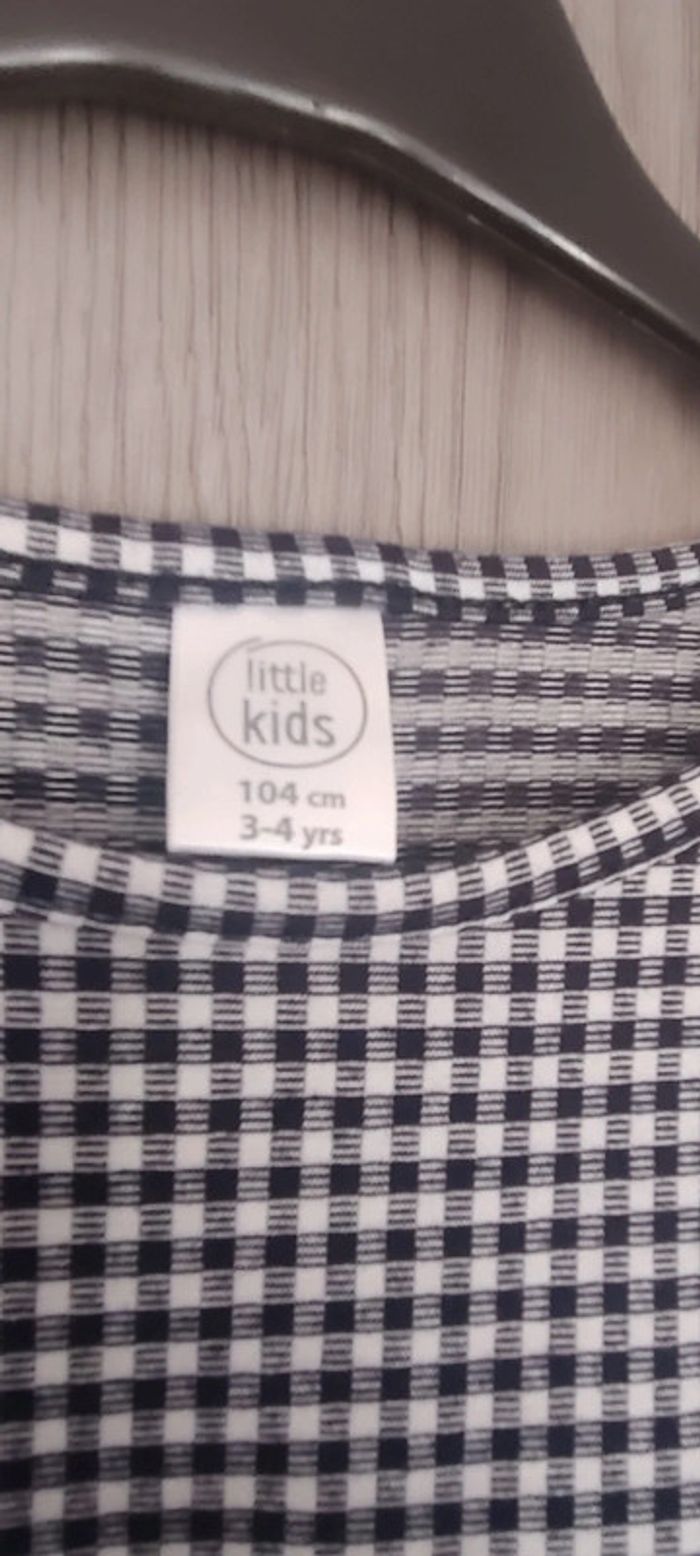 little
kids
104 cm
3-4 yrs